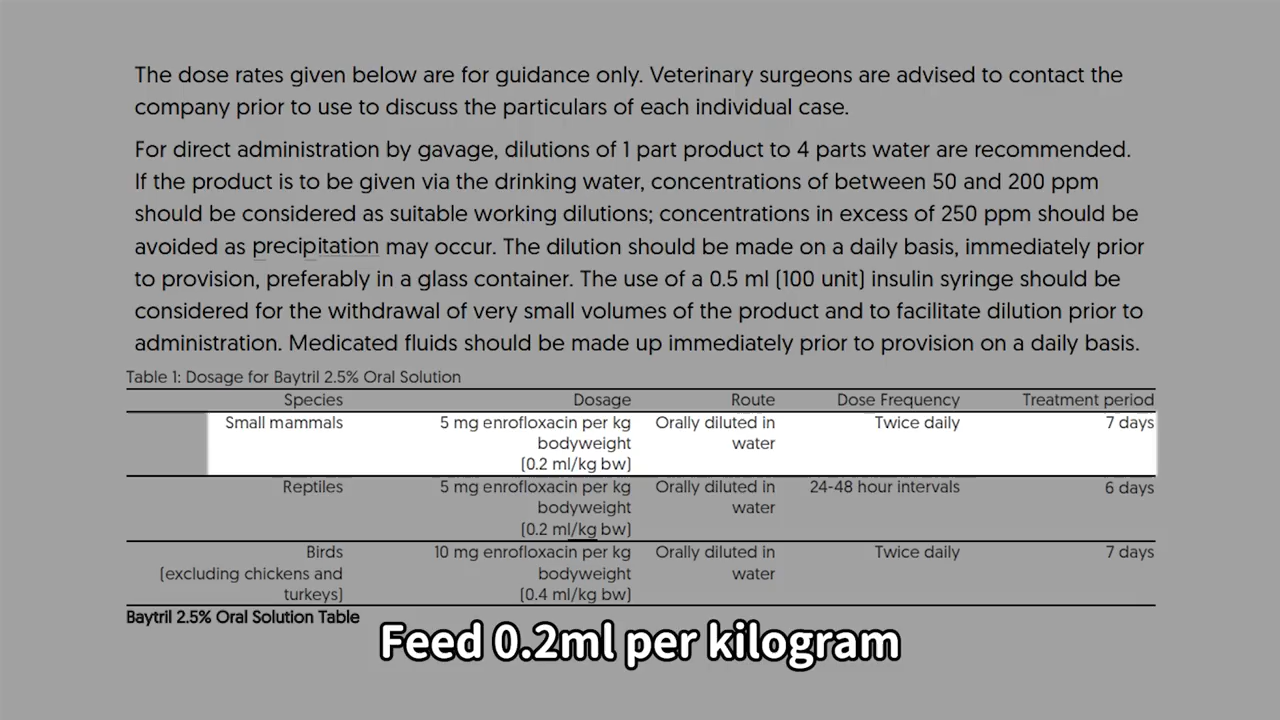 The dose rates given below are for guidance only. Veterinary surgeons are advised to contact the
company prior to use to discuss the particulars of each individual case.
For direct administration by gavage, dilutions of 1 part product to 4 parts water are recommended.
If the product is to be given via the drinking water, concentrations of between 50 and 200 ppm
should be considered as suitable working dilutions; concentrations in excess of 250 ppm should be
avoided as precipitation may occur. The dilution should be made on a daily basis, immediately prior
to provision, preferably in a glass container. The use of a 0.5 ml (100 unit) insulin syringe should be
considered for the withdrawal of very small volumes of the product and to facilitate dilution prior to
administration. Medicated fluids should be made up immediately prior to provision on a daily basis.
Table 1: Dosage for Baytril 2.5% Oral Solution
Species Dosage Route Dose Frequency Treatment period
Small mammals 5 mg enrofloxacin per kg Orally diluted in Twice daily 7 days
bodyweight water
(0.2 ml/kg bw)
Reptiles 5 mg enrofloxacin per kg Orally diluted in 24-48 hour intervals 6 days
bodyweight water
(0.2 ml/kg bw)
Birds 10 mg enrofloxacin per kg Orally diluted in Twice daily 7 days
(excluding chickens and bodyweight water
turkeys) (0.4 ml/kg bw)
Baytril 2.5% Oral Solution Table
Feed 0.2ml per kilogram